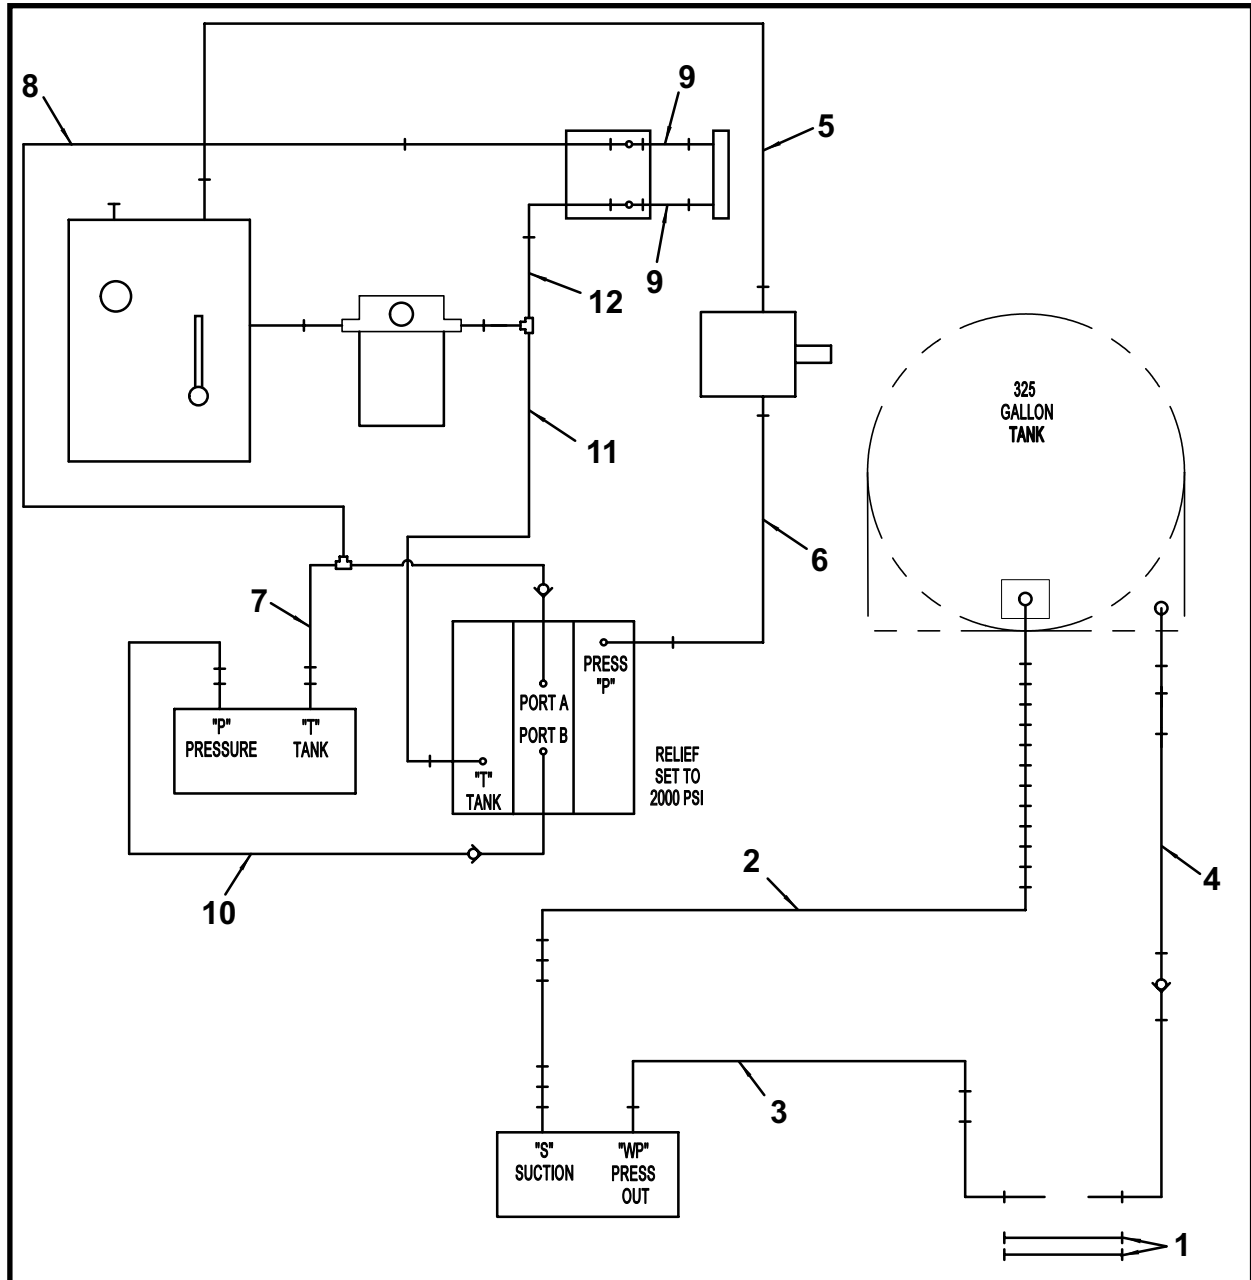 8
9
5
9
12
325
GALLON
TANK
11
6
7
PRESS
"P"
PORT A
"P"
PRESSURE
"T"
TANK
PORT B
"T"
TANK
RELIEF
SET TO
2000 PSI
2
4
10
3
"S"
SUCTION
"WP"
PRESS
OUT
1